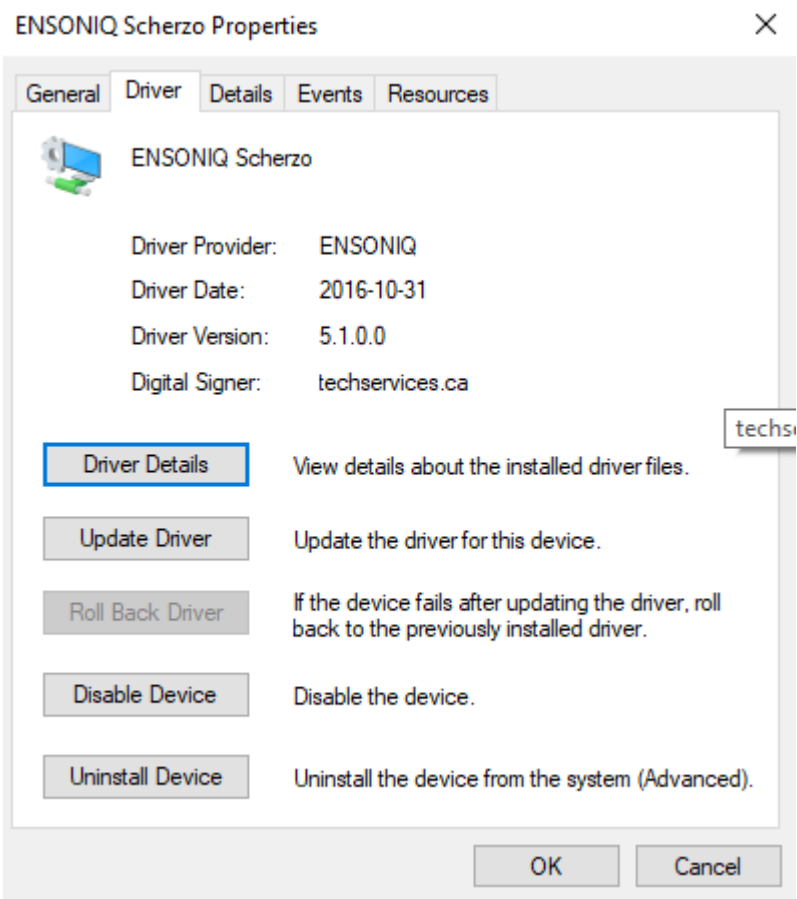 ENSONIQ Scherzo Properties
General Driver Details Events Resources
ENSONIQ Scherzo
Driver Provider: ENSONIQ
Driver Date: 2016-10-31
Driver Version: 5.1.0.0
Digital Signer: techservices.ca
Driver Details View details about the installed driver files.
Update Driver Update the driver for this device.
Roll Back Driver If the device fails after updating the driver, roll
back to the previously installed driver.
Disable Device Disable the device.
Uninstall Device Uninstall the device from the system (Advanced).
OK Cancel